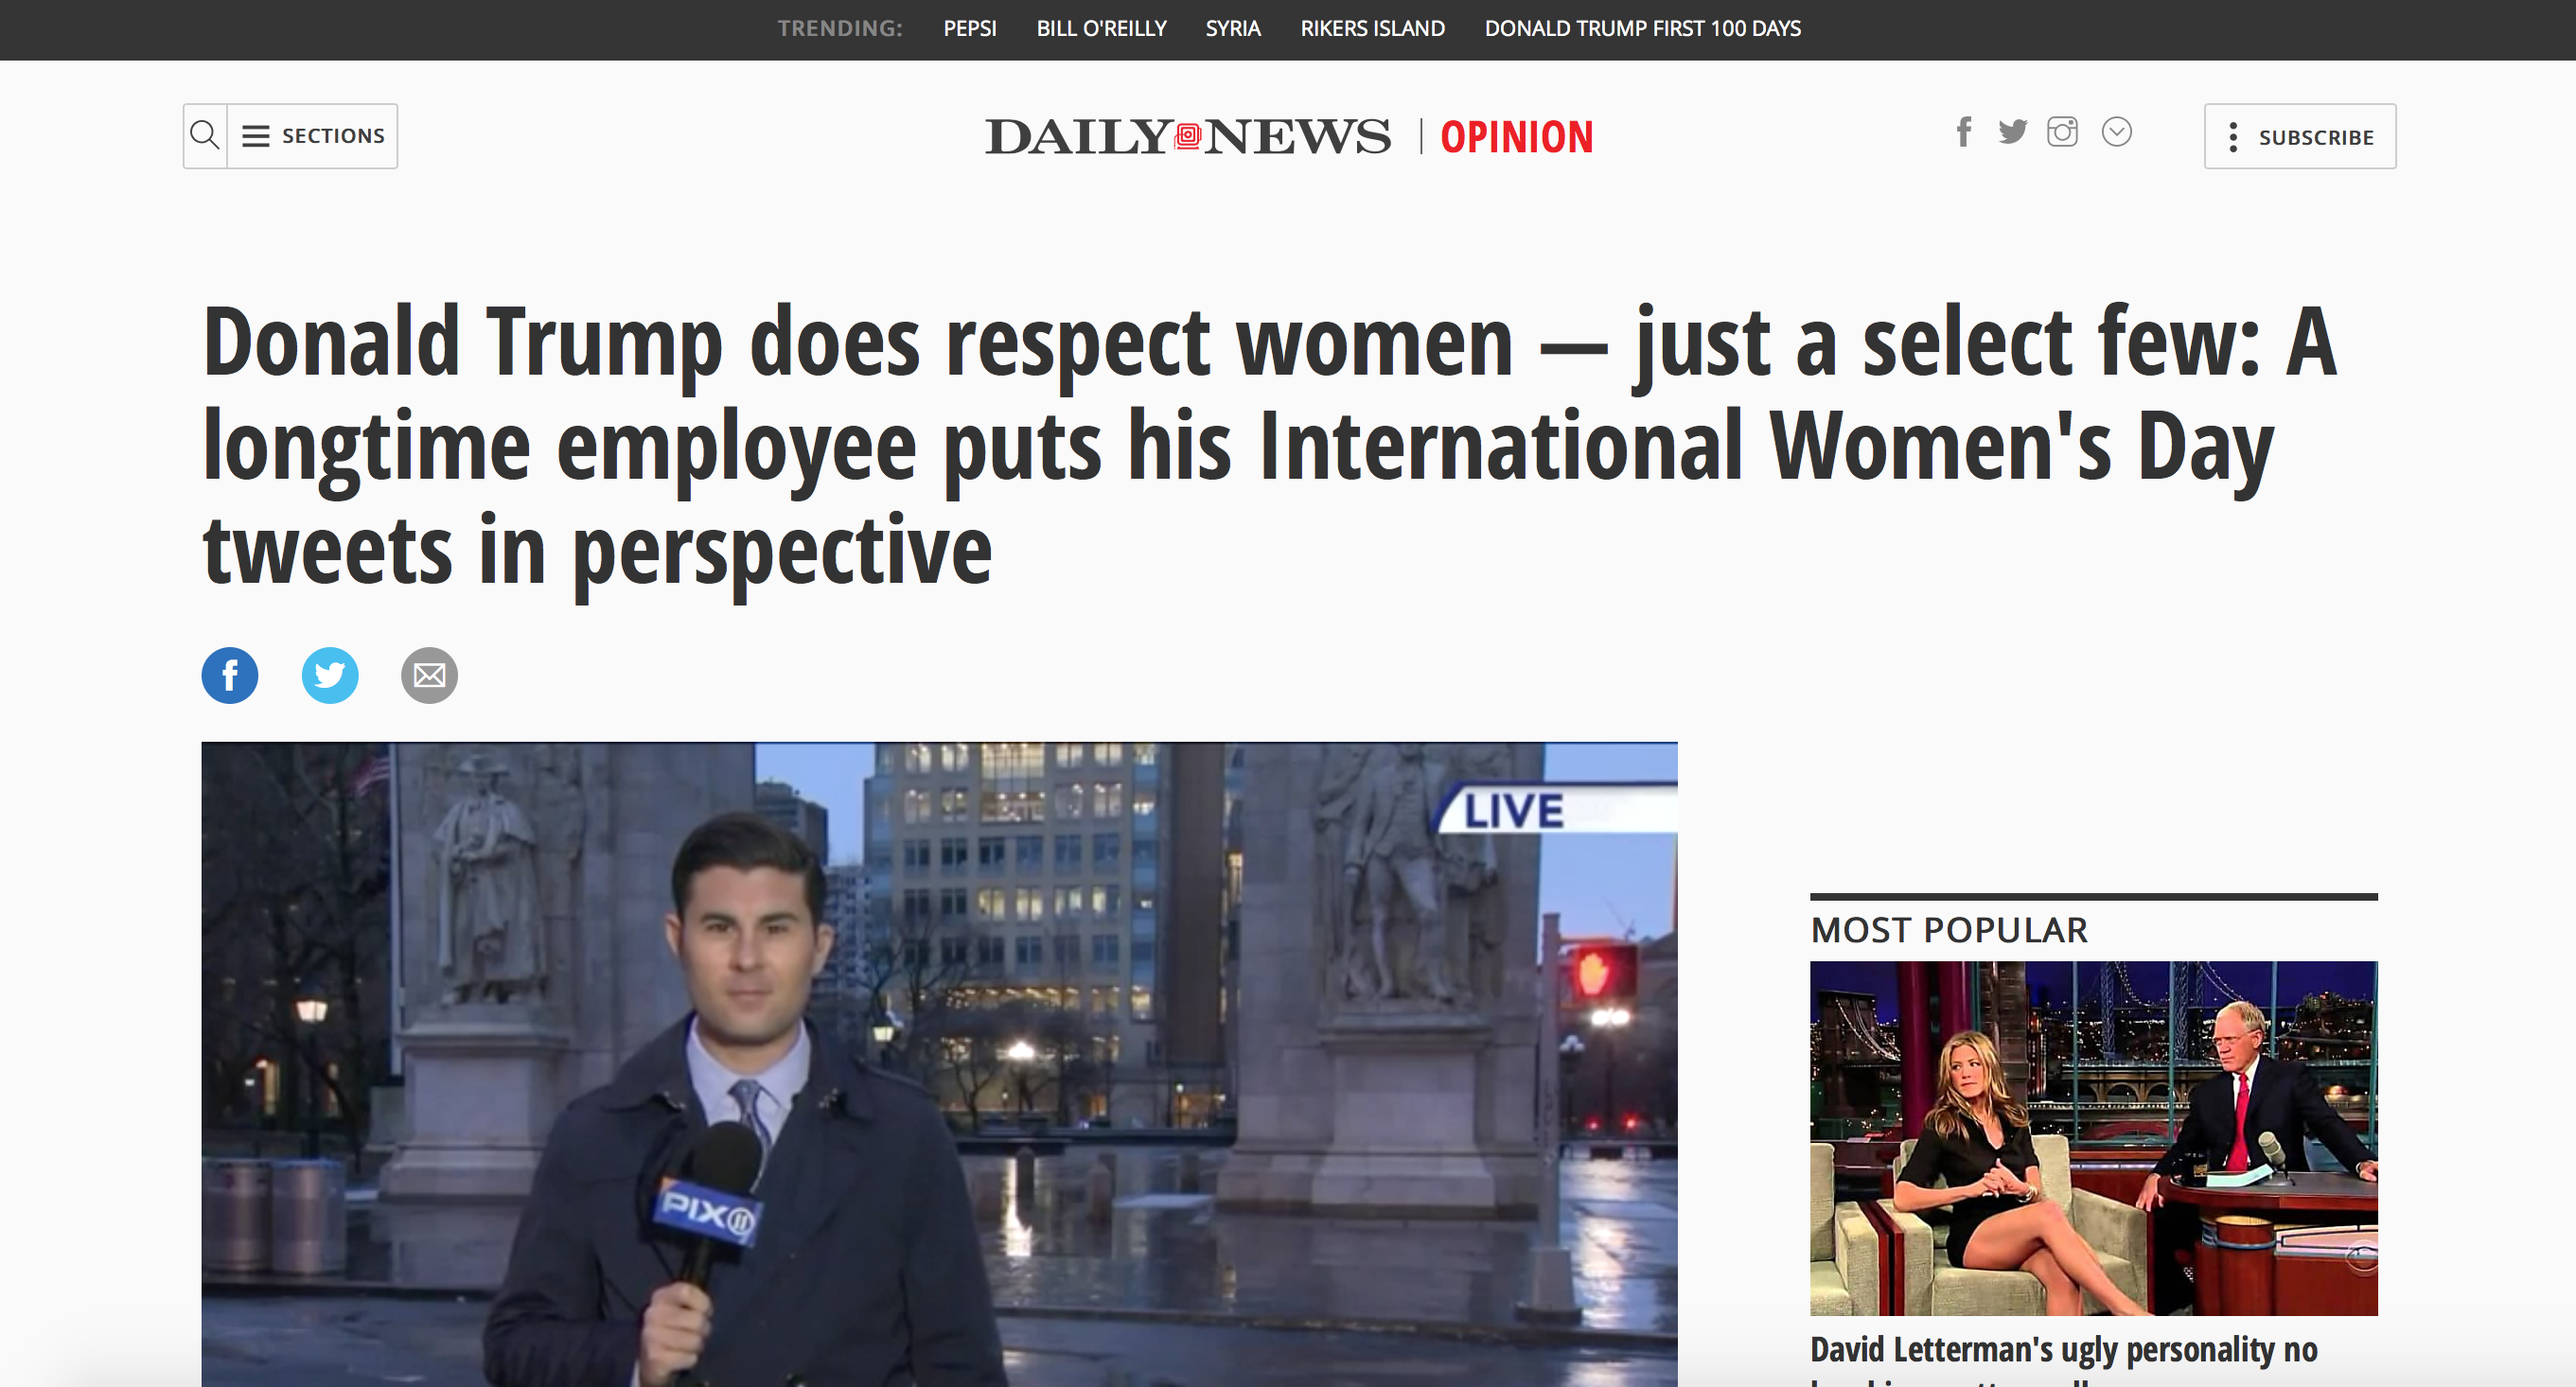 TRENDING: PEPSI BILL O'REILLY SYRIA RIKERS ISLAND DONALD TRUMP FIRST 100 DAYS
SECTIONS
DAILY NEWS | OPINION
SUBSCRIBE
Donald Trump does respect women — just a select few: A
longtime employee puts his International Women's Day
tweets in perspective
LIVE
PIX 11
MOST POPULAR
David Letterman's ugly personality no